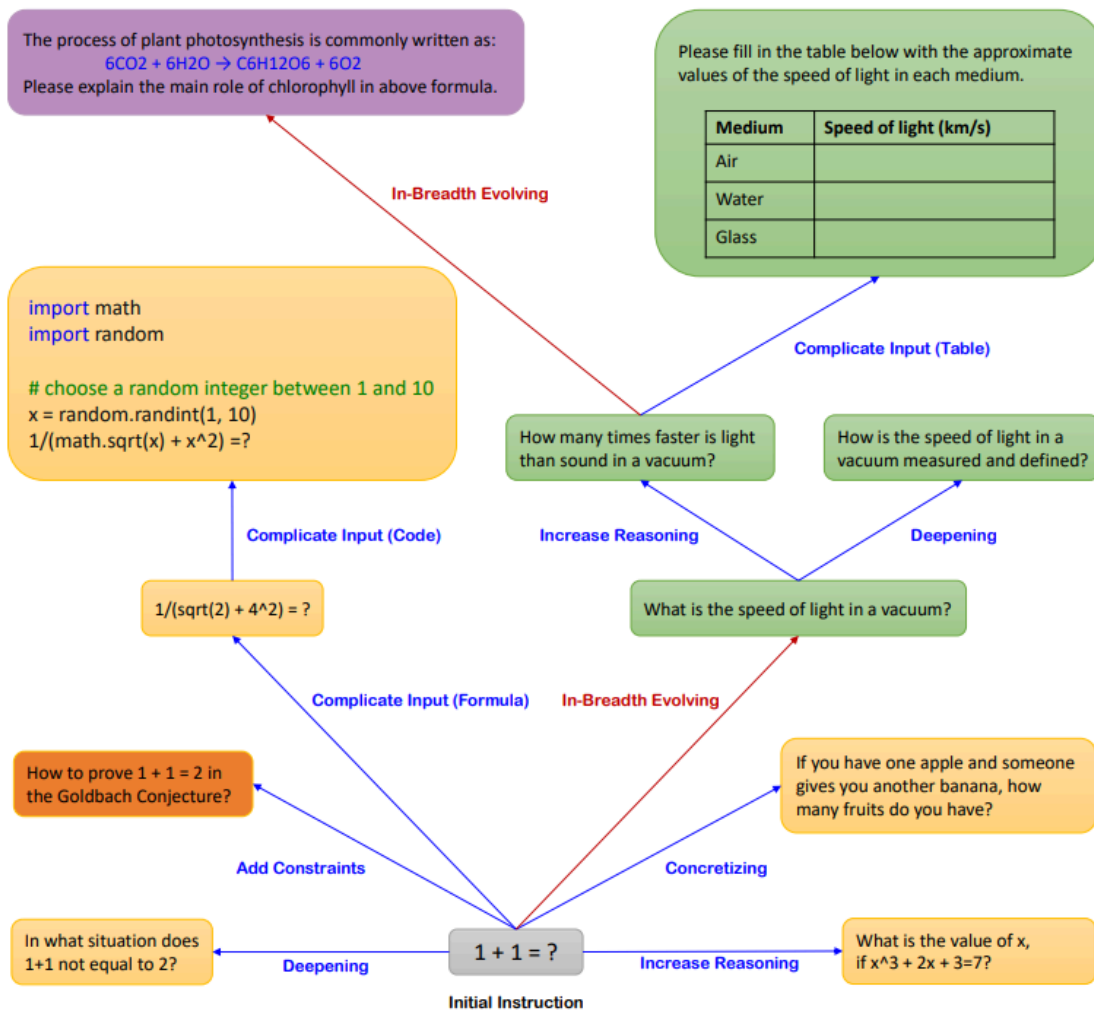 The process of plant photosynthesis is commonly written as:
6CO2 + 6H2O → C6H12O6 + 6O2
Please explain the main role of chlorophyll in above formula.
Please fill in the table below with the approximate
values of the speed of light in each medium.
Medium Speed of light (km/s)
Air
Water
Glass
In-Breadth Evolving
Complicate Input (Table)
import math
import random
# choose a random integer between 1 and 10
x = random.randint(1, 10)
1/(math.sqrt(x) + x^2) =?
How many times faster is light
than sound in a vacuum?
How is the speed of light in a
vacuum measured and defined?
Complicate Input (Code)
Increase Reasoning
Deepening
1/(sqrt(2) + 4^2) = ?
What is the speed of light in a vacuum?
Complicate Input (Formula)
In-Breadth Evolving
How to prove 1 + 1 = 2 in
the Goldbach Conjecture?
If you have one apple and someone
gives you another banana, how
many fruits do you have?
Add Constraints
Concretizing
In what situation does
1+1 not equal to 2?
Deepening
1 + 1 = ?
Increase Reasoning
What is the value of x,
if x^3 + 2x + 3=7?
Initial Instruction